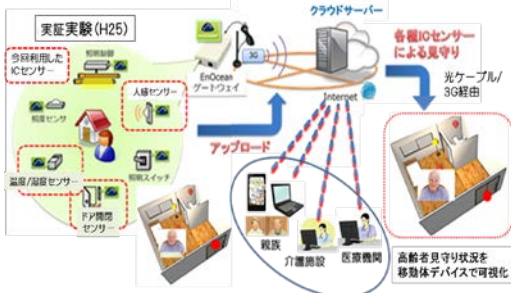 実証実験(H25)
今回利用した
ICセンサー
照明制御
人感センサー
照度センサ
温度/湿度センサー
照明スイッチ
ドア開閉
センサー
EnOcean
ゲートウェイ
3G
アップロード
クラウドサーバー
Internet
各種ICセンサー
による見守り
光ケーブル/
3G経由
親族
介護施設
医療機関
高齢者見守り状況を
移動体デバイスで可視化